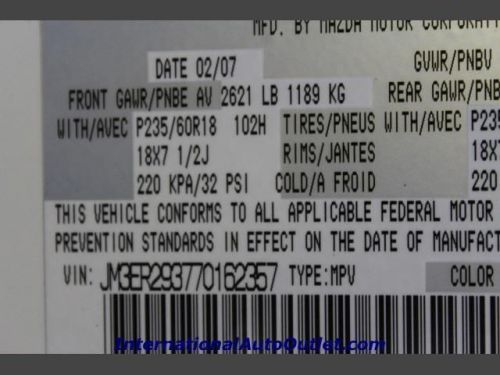 MFD. BY MAZDA MOTOR CORPORATI
DATE 02/07 GVWR/PNBV
FRONT GAWR/PNBE AV 2621 LB 1189 KG REAR GAWR/PNB
WITH/AVEC P235/60R18 102H TIRES/PNEUS WITH/AVEC P235
18X7 1/2J RIMS/JANTES 18X7
220 KPA/32 PSI COLD/A FROID 220
THIS VEHICLE CONFORMS TO ALL APPLICABLE FEDERAL MOTOR
PREVENTION STANDARDS IN EFFECT ON THE DATE OF MANUFACT
VIN: JM3ER293770162357 TYPE:MPV COLOR
InternationalAutoOutlet.com